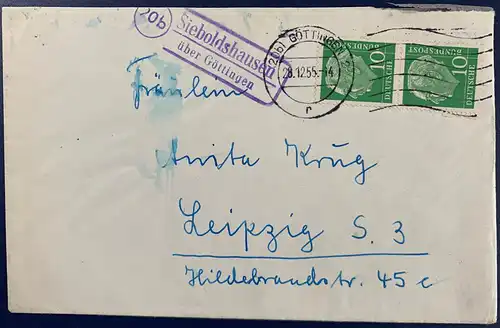 20b
Sieboldshausen
über Göttingen
(20b) GÖTTINGEN
28.12.55.-14
r
10
DEUTSCHE
BUNDESPOST
10
DEUTSCHE
BUNDESPOST
Fräulein
Anita Krug
Leipzig S. 3
Hildebrandstr. 45 c